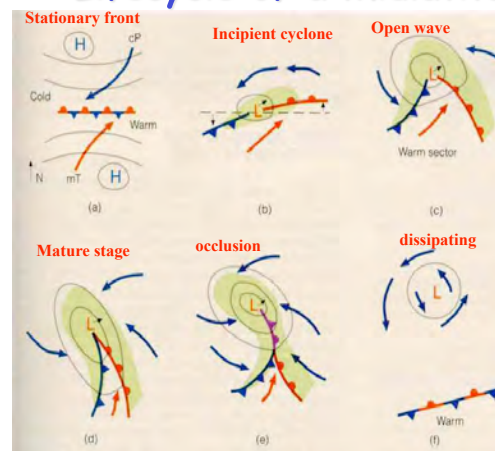 Stationary front
H
cP
Cold
Warm
N
mT
H
(a)
Incipient cyclone
L
(b)
Open wave
L
Warm sector
(c)
Mature stage
L
(d)
occlusion
L
(e)
dissipating
L
Warm
(f)